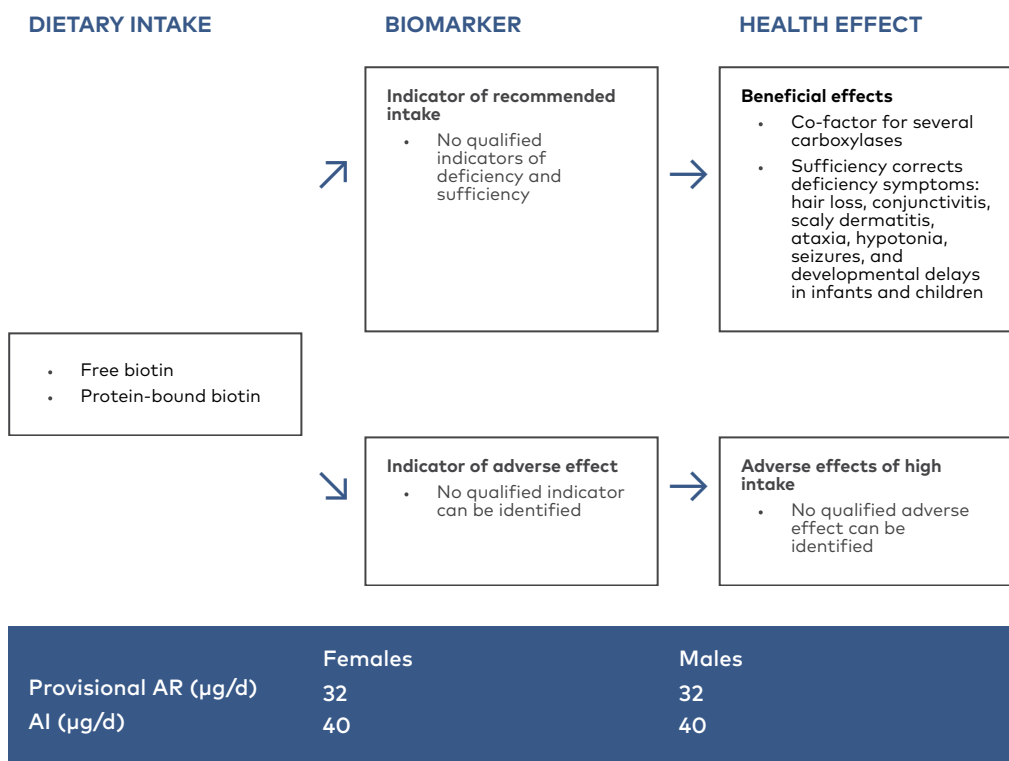 DIETARY INTAKE
BIOMARKER
HEALTH EFFECT
Indicator of recommended
intake
• No qualified
indicators of
deficiency and
sufficiency
Beneficial effects
• Co-factor for several
carboxylases
• Sufficiency corrects
deficiency symptoms:
hair loss, conjunctivitis,
scaly dermatitis,
ataxia, hypotonia,
seizures, and
developmental delays
in infants and children
• Free biotin
• Protein-bound biotin
Indicator of adverse effect
• No qualified indicator
can be identified
Adverse effects of high
intake
• No qualified adverse
effect can be
identified
Females Males
Provisional AR (µg/d) 32 32
AI (µg/d) 40 40